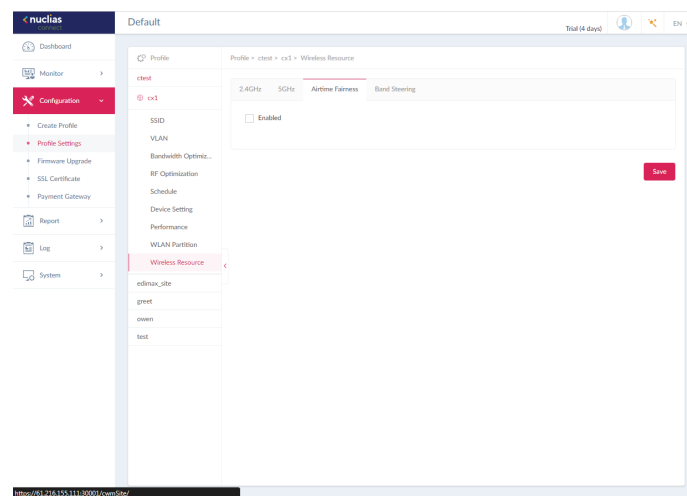 nuclias
connect
Default
Trial (4 days)
EN
Dashboard
Monitor
Configuration
Create Profile
Profile Settings
Firmware Upgrade
SSL Certificate
Payment Gateway
Report
Log
System
Profile
ctest
cx1
SSID
VLAN
Bandwidth Optimiz...
RF Optimization
Schedule
Device Setting
Performance
WLAN Partition
Wireless Resource
edimax_site
greet
owen
test
Profile > ctest > cx1 > Wireless Resource
2.4GHz 5GHz Airtime Fairness Band Steering
Enabled
Save
https://61.216.155.111:30001/cwmSite/